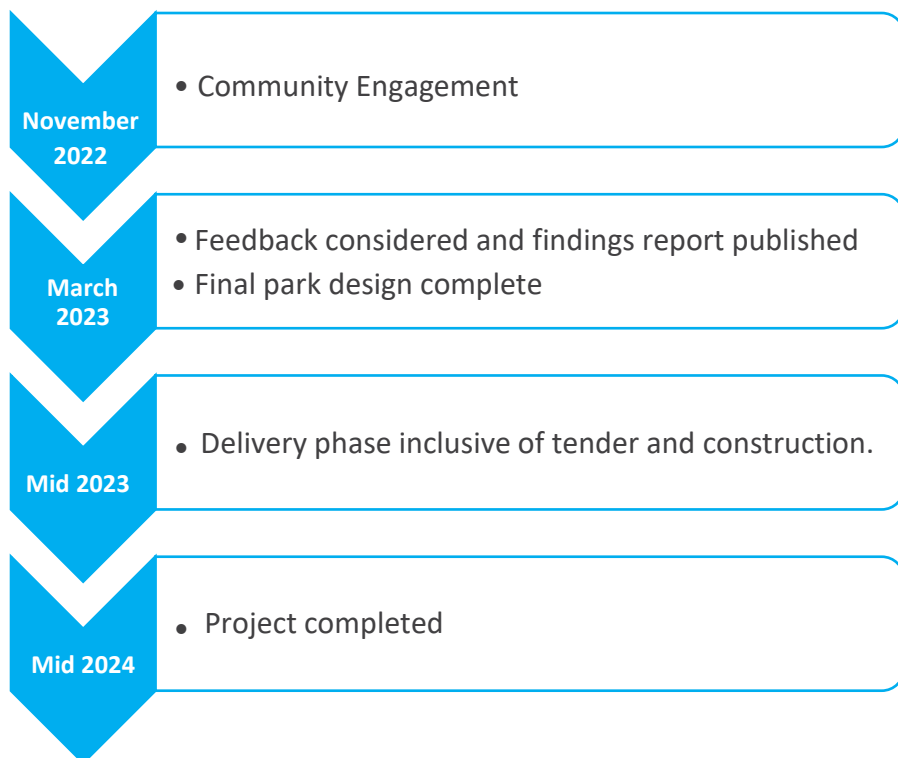 November
2022
• Community Engagement
March
2023
• Feedback considered and findings report published
• Final park design complete
Mid 2023
• Delivery phase inclusive of tender and construction.
Mid 2024
• Project completed